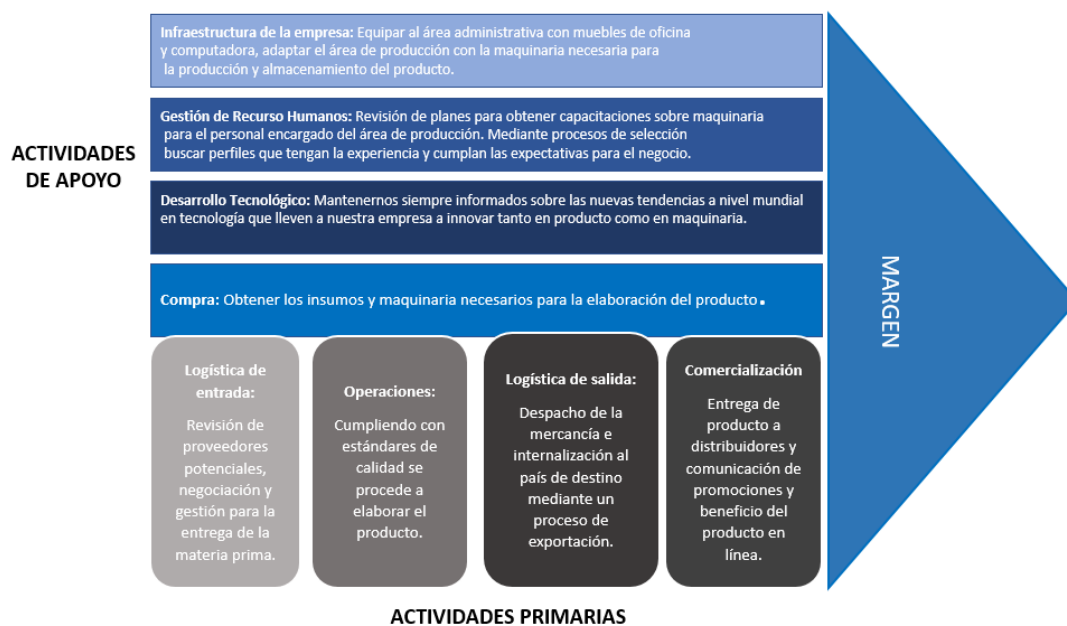 Infraestructura de la empresa: Equipar al área administrativa con muebles de oficina
y computadora, adaptar el área de producción con la maquinaria necesaria para
la producción y almacenamiento del producto.
Gestión de Recurso Humanos: Revisión de planes para obtener capacitaciones sobre maquinaria
para el personal encargado del área de producción. Mediante procesos de selección
buscar perfiles que tengan la experiencia y cumplan las expectativas para el negocio.
ACTIVIDADES
DE APOYO
Desarrollo Tecnológico: Mantenernos siempre informados sobre las nuevas tendencias a nivel mundial
en tecnología que lleven a nuestra empresa a innovar tanto en producto como en maquinaria.
Compra: Obtener los insumos y maquinaria necesarios para la elaboración del producto.
MARGEN
Logística de
entrada:
Revisión de
proveedores
potenciales,
negociación y
gestión para la
entrega de la
materia prima.
Operaciones:
Cumpliendo con
estándares de
calidad se
procede a
elaborar el
producto.
Logística de salida:
Despacho de la
mercancía e
internalización al
país de destino
mediante un
proceso de
exportación.
Comercialización
Entrega de
producto a
distribuidores y
comunicación de
promociones y
beneficio del
producto en
línea.
ACTIVIDADES PRIMARIAS